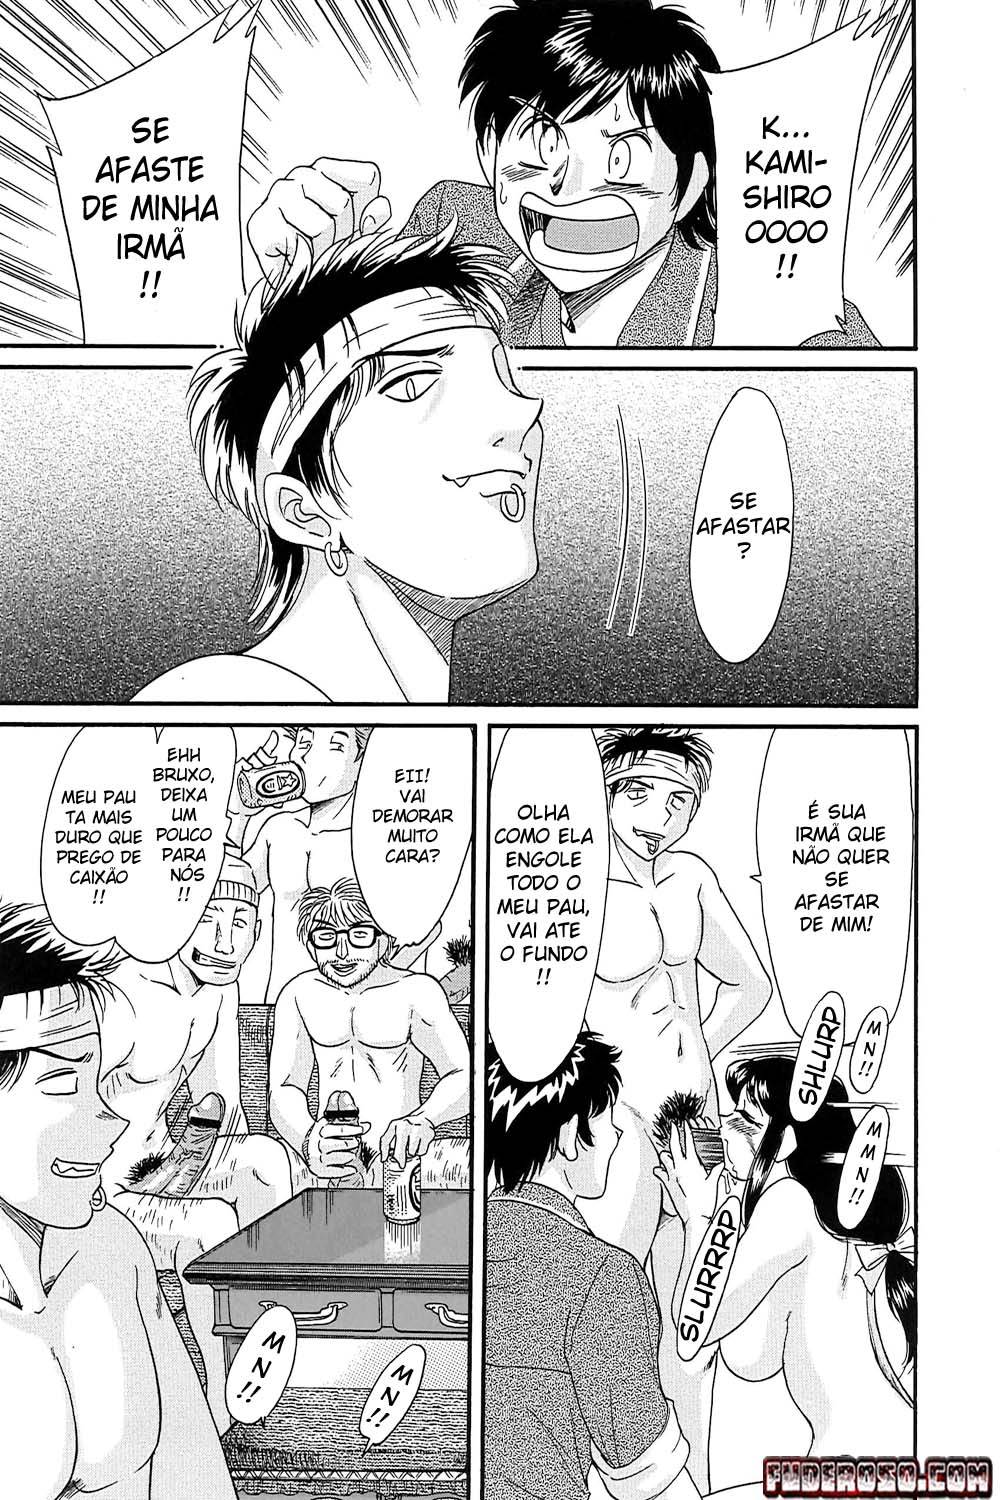 K...
KAMI-
SHIRO
OOOO
!!
SE
AFASTE
DE MINHA
IRMÃ
!!
SE
AFASTAR
?
É SUA
IRMÃ QUE
NÃO QUER
SE
AFASTAR
DE MIM!
OLHA
COMO ELA
ENGOLE
TODO O
MEU PAU,
VAI ATE
O FUNDO
!!
MN!!
SHLURP
MN!!
SLURRRP
EII!
VAI
DEMORAR
MUITO
CARA?
EHH
BRUXO,
DEIXA
UM
POUCO
PARA
NÓS
!!
MEU PAU
TA MAIS
DURO QUE
PREGO DE
CAIXÃO
!!
MN!!
MN!!
FUDEROSO.COM